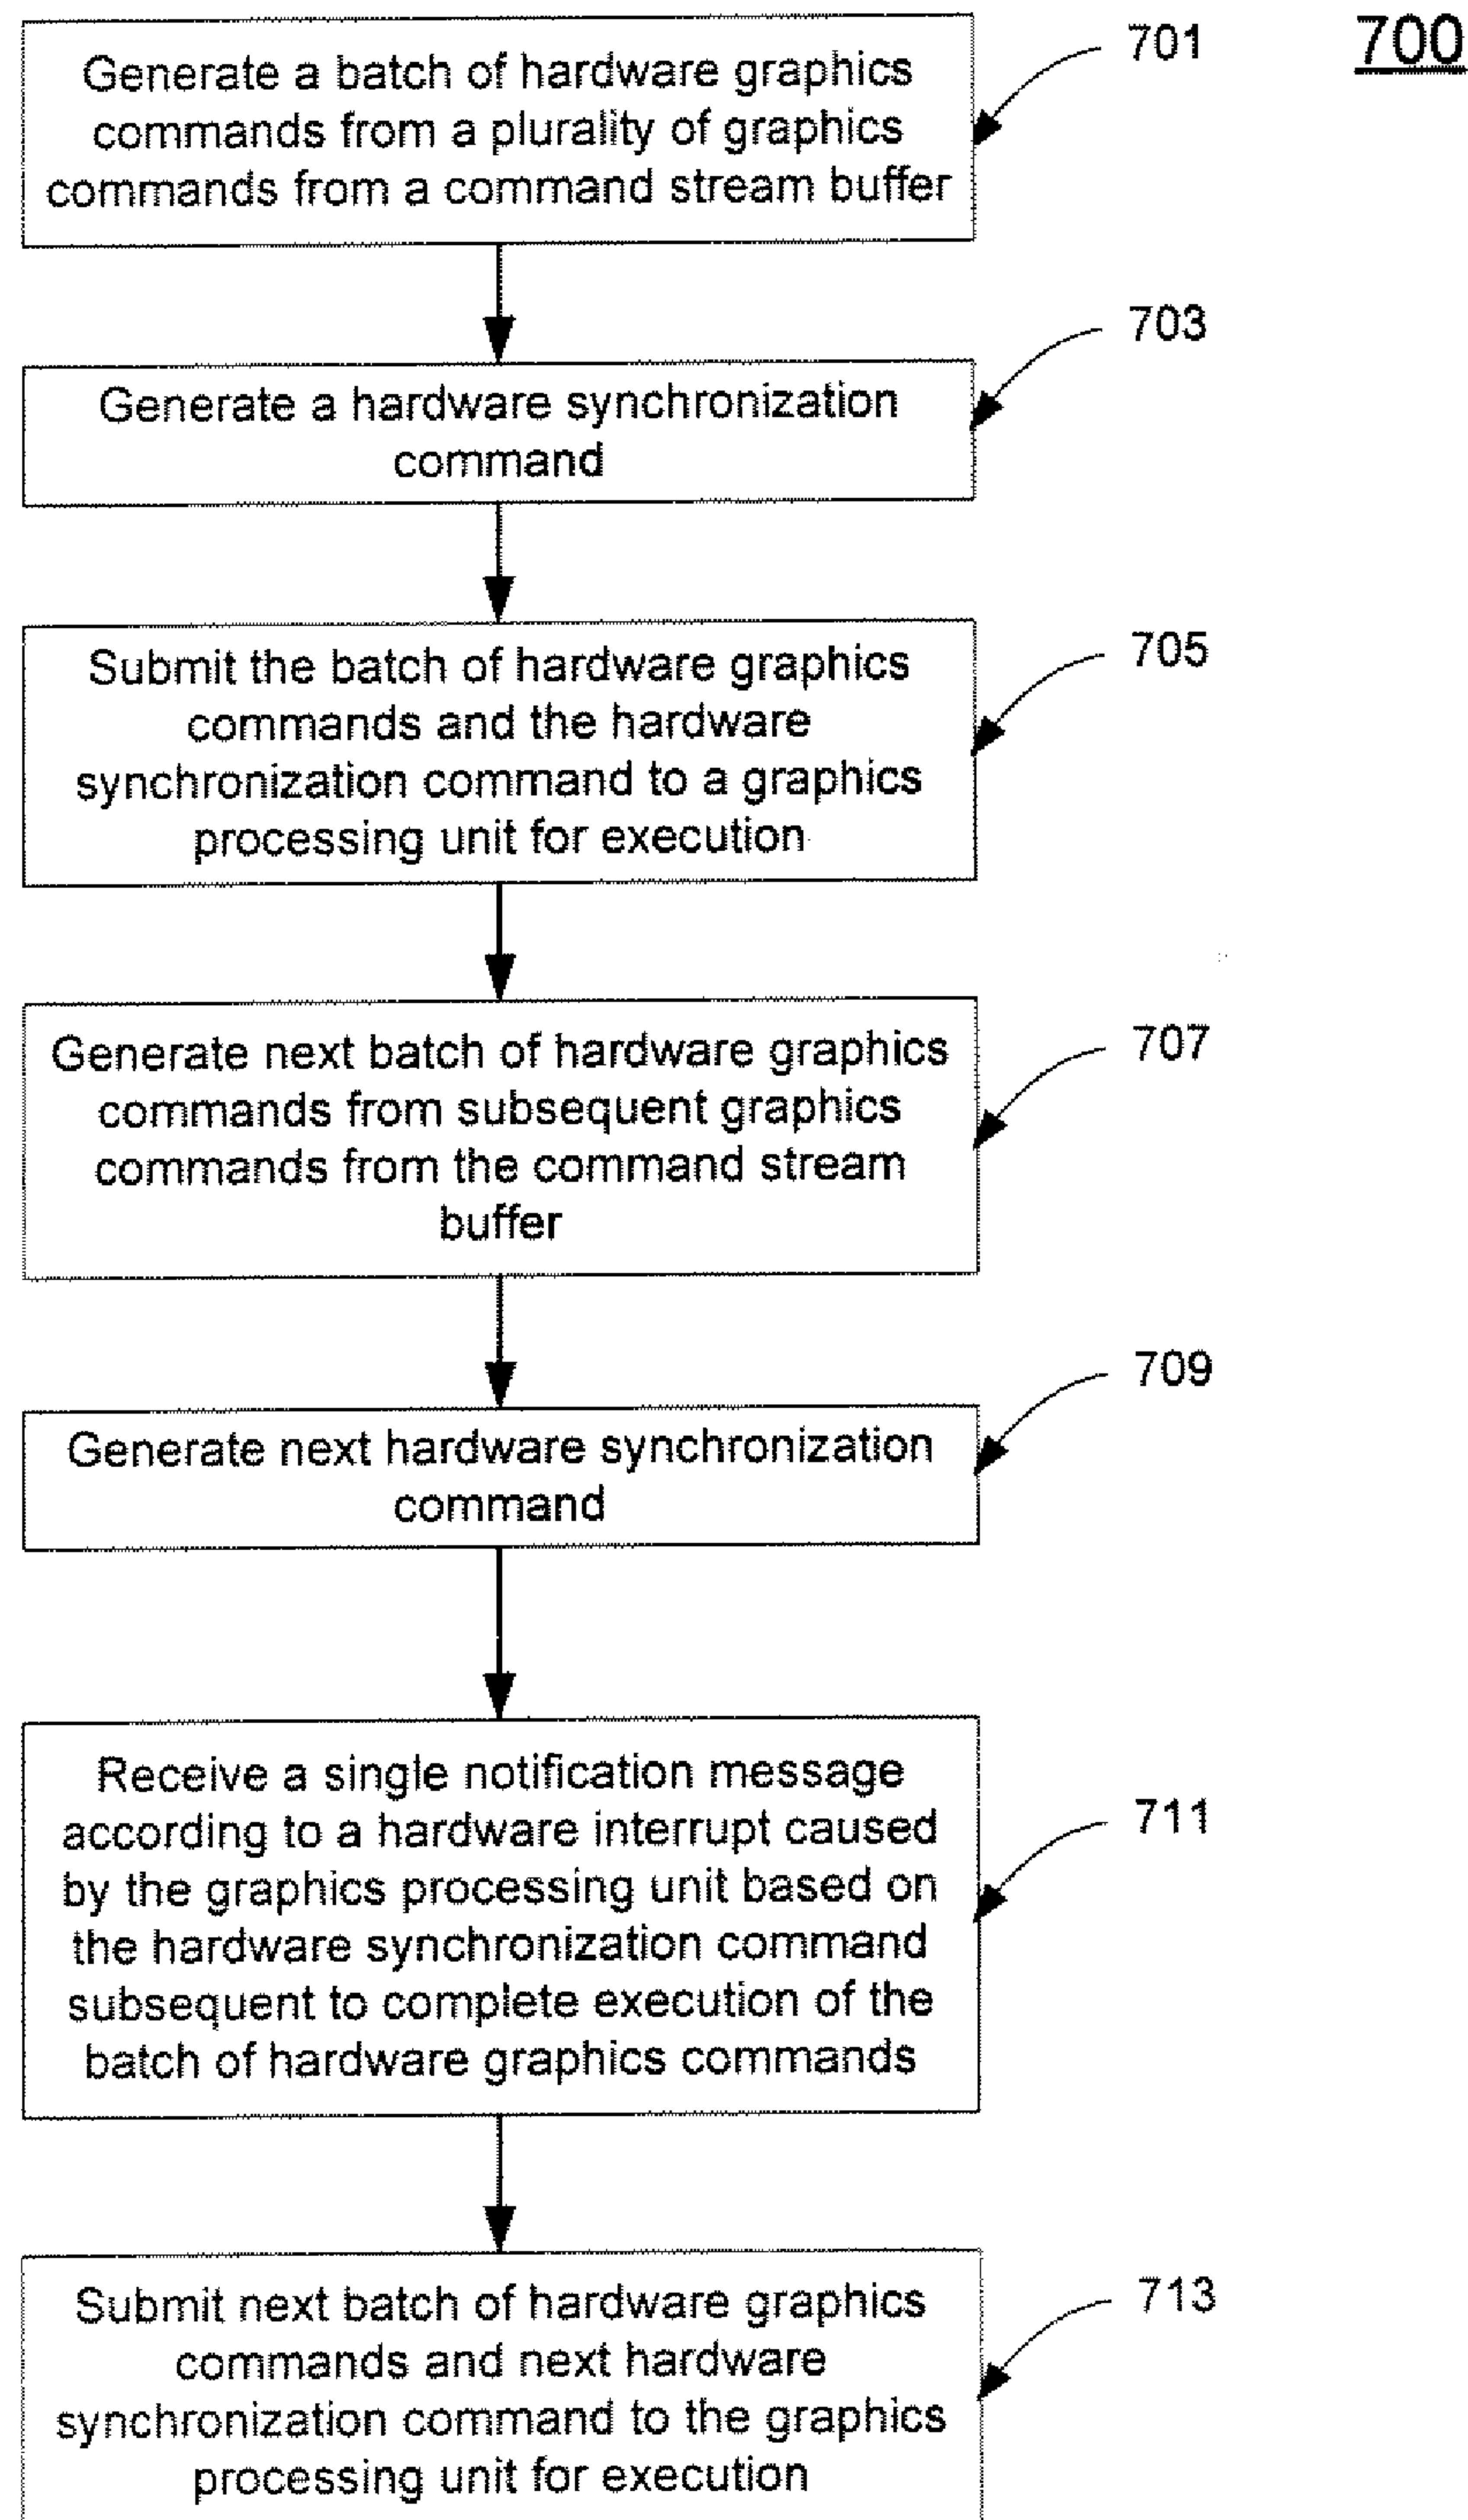 700
Generate a batch of hardware graphics
commands from a plurality of graphics
commands from a command stream buffer
701
Generate a hardware synchronization
command
703
Submit the batch of hardware graphics
commands and the hardware
synchronization command to a graphics
processing unit for execution
705
Generate next batch of hardware graphics
commands from subsequent graphics
commands from the command stream
buffer
707
Generate next hardware synchronization
command
709
Receive a single notification message
according to a hardware interrupt caused
by the graphics processing unit based on
the hardware synchronization command
subsequent to complete execution of the
batch of hardware graphics commands
711
Submit next batch of hardware graphics
commands and next hardware
synchronization command to the graphics
processing unit for execution
713